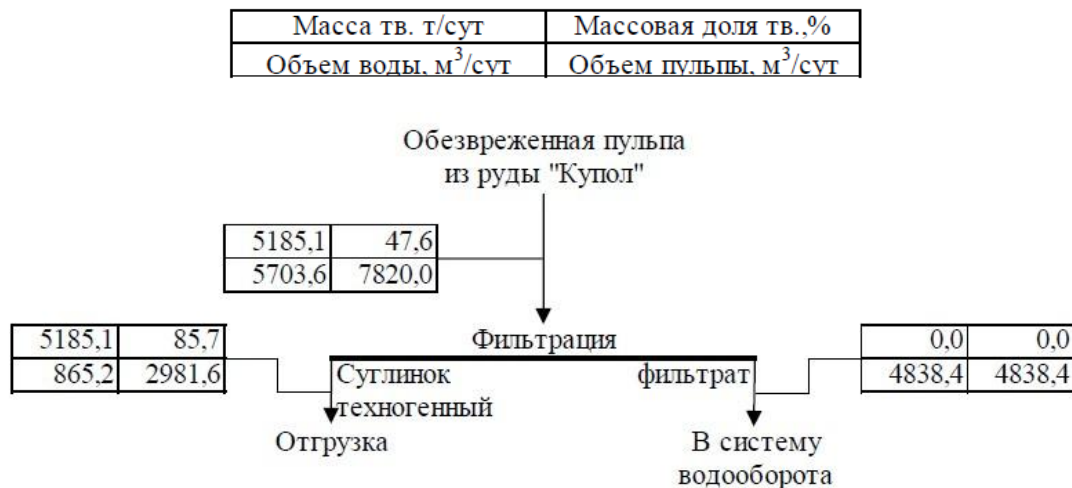 Масса тв. т/сут Массовая доля тв.,%
Объем воды, м³/сут Объем пульпы, м³/сут
Обезвреженная пульпа
из руды "Купол"
5185,1 47,6
5703,6 7820,0
5185,1 85,7
865,2 2981,6
Фильтрация
0,0 0,0
4838,4 4838,4
Суглинок
техногенный
фильтрат
Отгрузка
В систему
водооборота